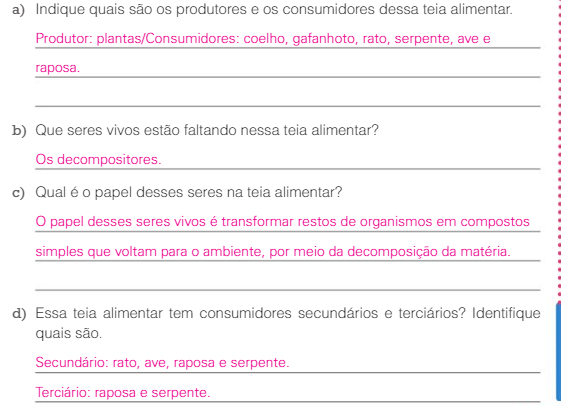 a) Indique quais são os produtores e os consumidores dessa teia alimentar.
Produtor: plantas/Consumidores: coelho, gafanhoto, rato, serpente, ave e
raposa.
b) Que seres vivos estão faltando nessa teia alimentar?
Os decompositores.
c) Qual é o papel desses seres na teia alimentar?
O papel desses seres vivos é transformar restos de organismos em compostos
simples que voltam para o ambiente, por meio da decomposição da matéria.
d) Essa teia alimentar tem consumidores secundários e terciários? Identifique
quais são.
Secundário: rato, ave, raposa e serpente.
Terciário: raposa e serpente.